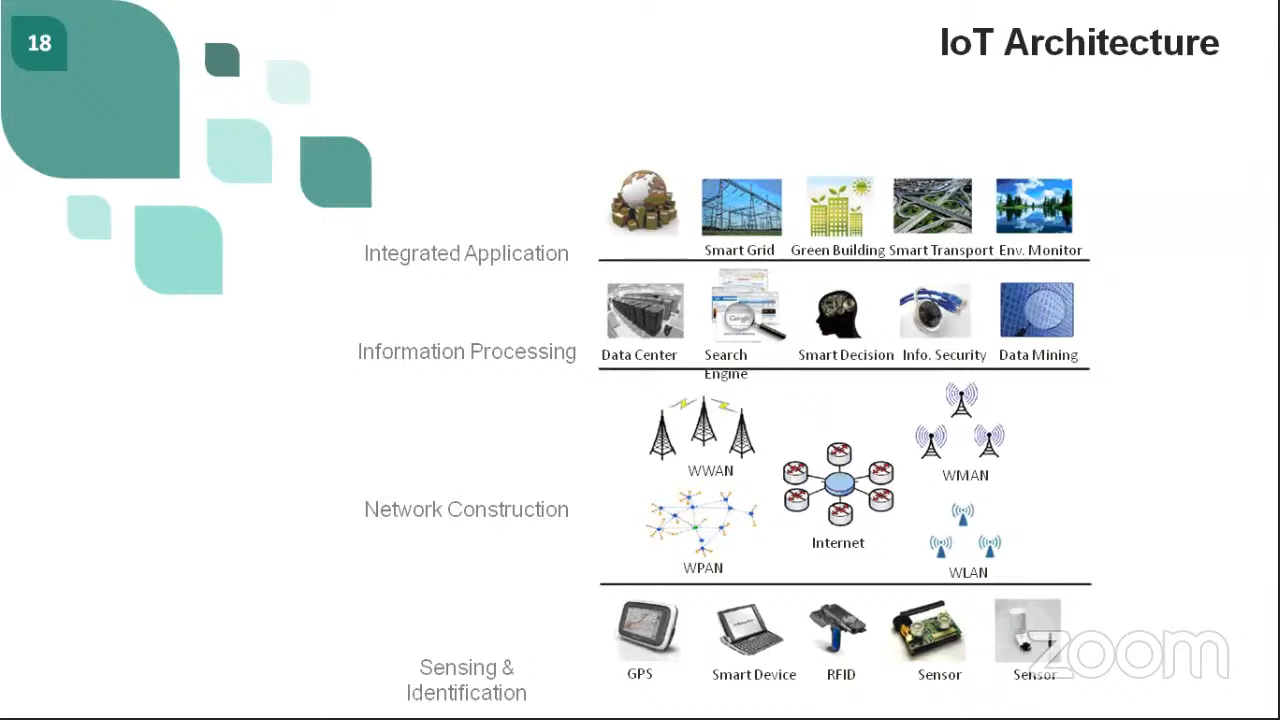 18
IoT Architecture
Integrated Application
Smart Grid
Green Building
Smart Transport
Env. Monitor
Information Processing
Data Center
Search
Engine
Smart Decision
Info. Security
Data Mining
Google
Network Construction
WWAN
WMAN
Internet
WPAN
WLAN
Sensing &
Identification
GPS
Smart Device
RFID
Sensor
Sensor
zoom